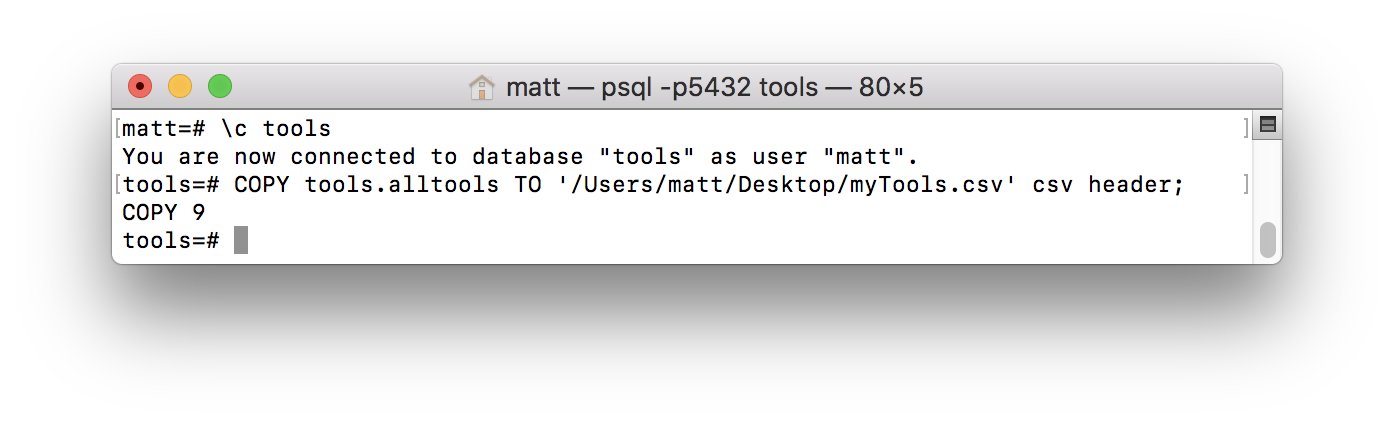 matt — psql -p5432 tools — 80×5
[matt=# \c tools ]
You are now connected to database "tools" as user "matt".
[tools=# COPY tools.alltools TO '/Users/matt/Desktop/myTools.csv' csv header; ]
COPY 9
tools=#